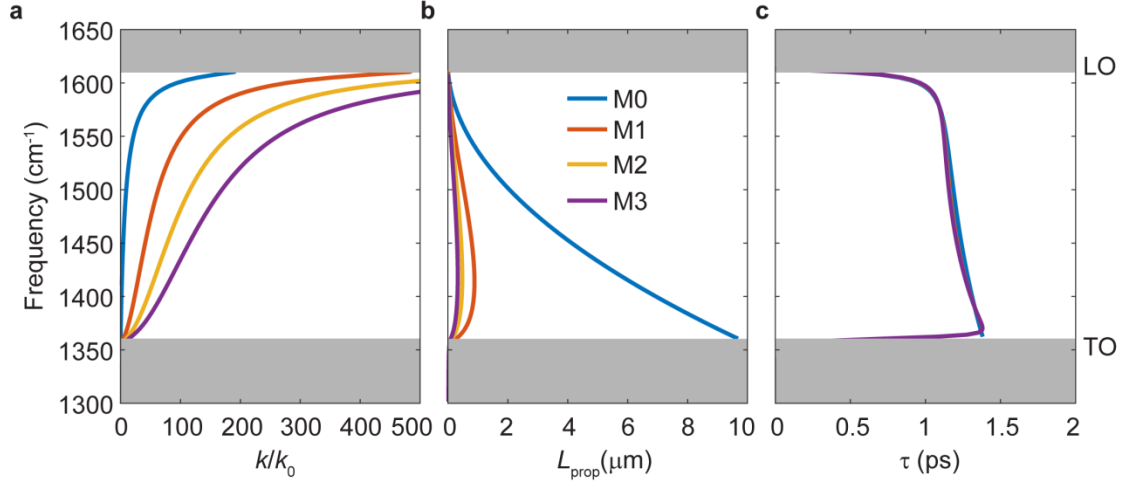 a
b
c
1650
1600
1550
1500
1450
1400
1350
1300
Frequency (cm⁻¹)
0 100 200 300 400 500
k/k₀
M0
M1
M2
M3
0 2 4 6 8 10
Lprop(μm)
0 0.5 1 1.5 2
τ (ps)
LO
TO